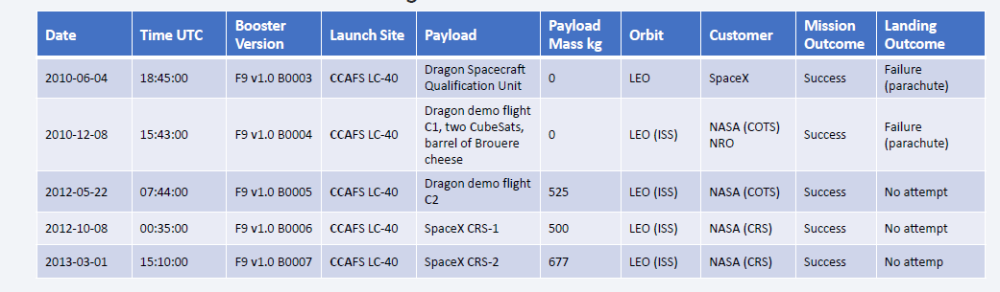 Date Time UTC Booster Version Launch Site Payload Payload Mass kg Orbit Customer Mission Outcome Landing Outcome
2010-06-04 18:45:00 F9 v1.0 B0003 CCAFS LC-40 Dragon Spacecraft Qualification Unit 0 LEO SpaceX Success Failure (parachute)
2010-12-08 15:43:00 F9 v1.0 B0004 CCAFS LC-40 Dragon demo flight C1, two CubeSats, barrel of Brouere cheese 0 LEO (ISS) NASA (COTS) NRO Success Failure (parachute)
2012-05-22 07:44:00 F9 v1.0 B0005 CCAFS LC-40 Dragon demo flight C2 525 LEO (ISS) NASA (COTS) Success No attempt
2012-10-08 00:35:00 F9 v1.0 B0006 CCAFS LC-40 SpaceX CRS-1 500 LEO (ISS) NASA (CRS) Success No attempt
2013-03-01 15:10:00 F9 v1.0 B0007 CCAFS LC-40 SpaceX CRS-2 677 LEO (ISS) NASA (CRS) Success No attemp